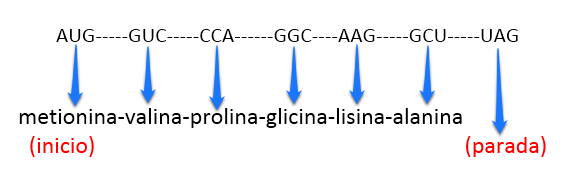 AUG-----GUC-----CCA------GGC----AAG-----GCU-----UAG
metionina-valina-prolina-glicina-lisina-alanina
(inicio) (parada)